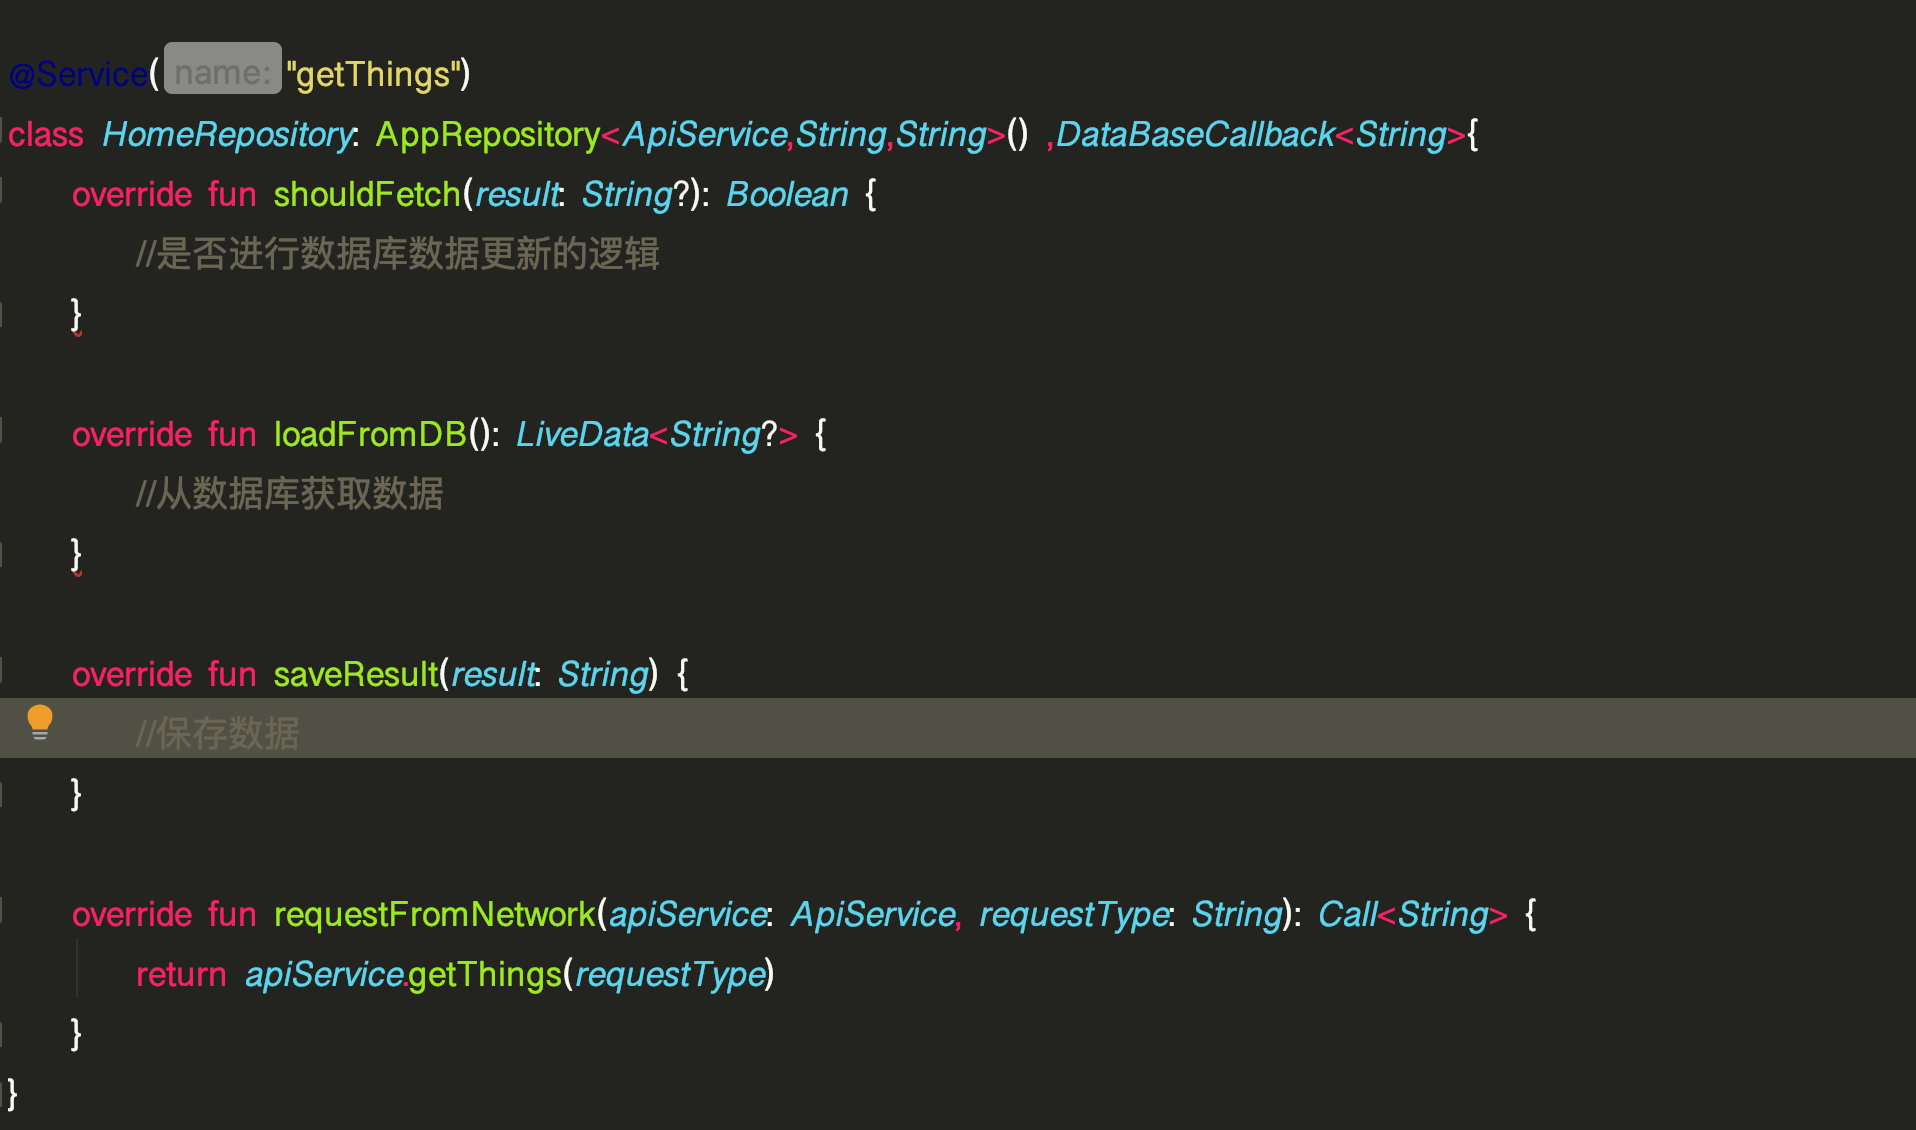 @Service( name: "getThings")
class HomeRepository: AppRepository<ApiService,String,String>() ,DataBaseCallback<String>{
override fun shouldFetch(result: String?): Boolean {
//是否进行数据库数据更新的逻辑
}
override fun loadFromDB(): LiveData<String?> {
//从数据库获取数据
}
override fun saveResult(result: String) {
//保存数据
}
override fun requestFromNetwork(apiService: ApiService, requestType: String): Call<String> {
return apiService.getThings(requestType)
}
}